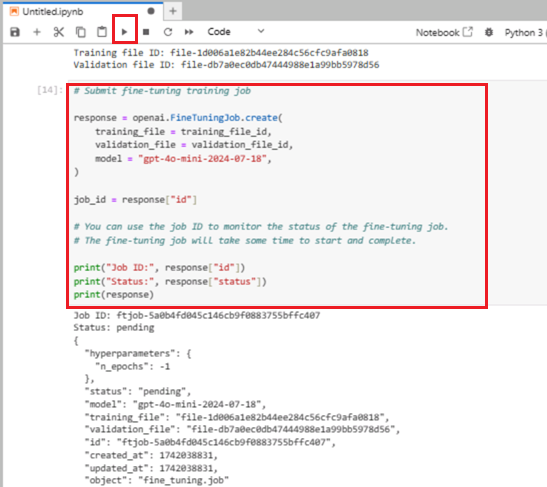 Untitled.ipynb
Code
Notebook
Python 3 (
Training file ID: file-1d006a1e82b44ee284c56cfc9afa0818
Validation file ID: file-db7a0ec0db47444988e1a99bb5978d56
[14]:
# Submit fine-tuning training job
response = openai.FineTuningJob.create(
training_file = training_file_id,
validation_file = validation_file_id,
model = "gpt-4o-mini-2024-07-18",
)
job_id = response["id"]
# You can use the job ID to monitor the status of the fine-tuning job.
# The fine-tuning job will take some time to start and complete.
print("Job ID:", response["id"])
print("Status:", response["status"])
print(response)
Job ID: ftjob-5a0b4fd045c146cb9f0883755bffc407
Status: pending
{
"hyperparameters": {
"n_epochs": -1
},
"status": "pending",
"model": "gpt-4o-mini-2024-07-18",
"training_file": "file-1d006a1e82b44ee284c56cfc9afa0818",
"validation_file": "file-db7a0ec0db47444988e1a99bb5978d56",
"id": "ftjob-5a0b4fd045c146cb9f0883755bffc407",
"created_at": 1742038831,
"updated_at": 1742038831,
"object": "fine_tuning.job"